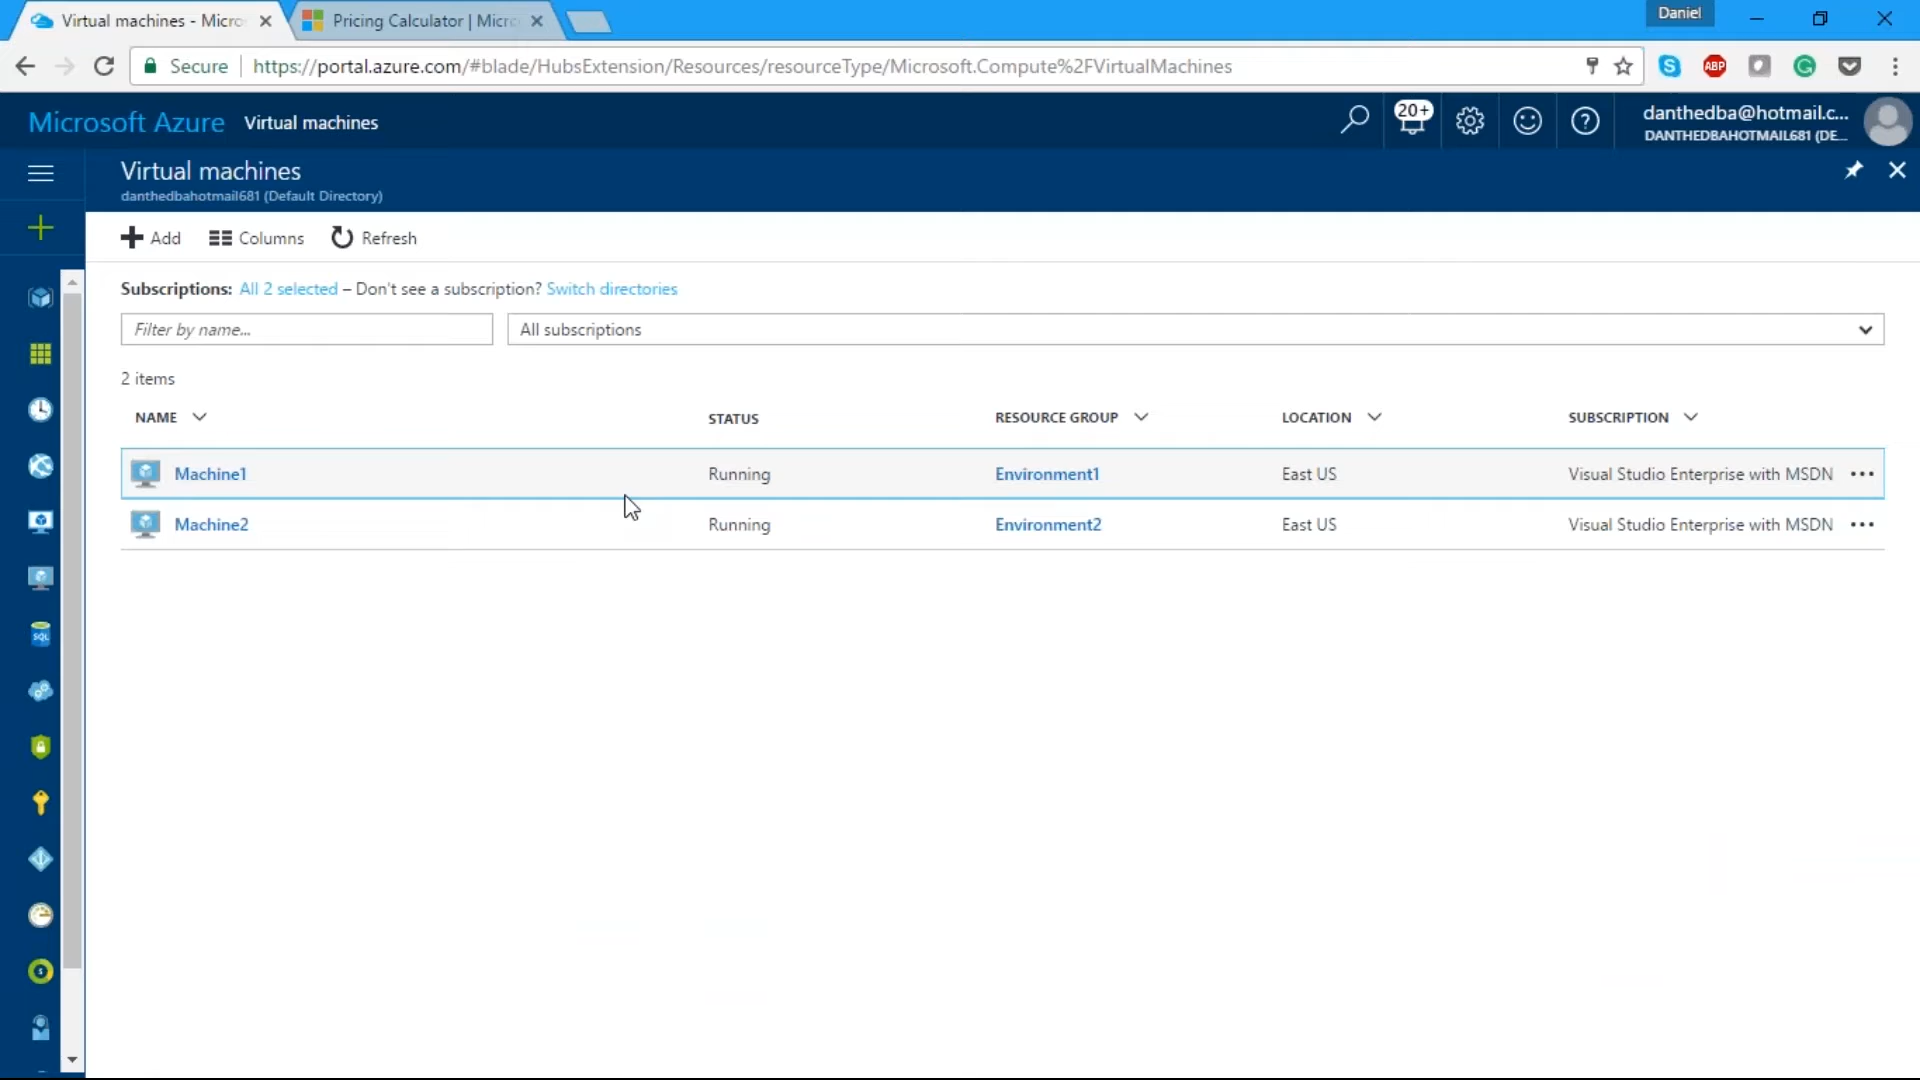 Virtual machines - Micro
Pricing Calculator | Micro
Daniel
Secure
https://portal.azure.com/#blade/HubsExtension/Resources/resourceType/Microsoft.Compute%2FVirtualMachines
ABP
Microsoft Azure
Virtual machines
20+
danthedba@hotmail.c...
DANTHEDBAHOTMAIL681 (DE...
Virtual machines
danthedbahotmail681 (Default Directory)
Add
Columns
Refresh
Subscriptions: All 2 selected – Don't see a subscription? Switch directories
Filter by name...
All subscriptions
2 items
NAME STATUS RESOURCE GROUP LOCATION SUBSCRIPTION
Machine1 Running Environment1 East US Visual Studio Enterprise with MSDN ...
Machine2 Running Environment2 East US Visual Studio Enterprise with MSDN ...
SQL